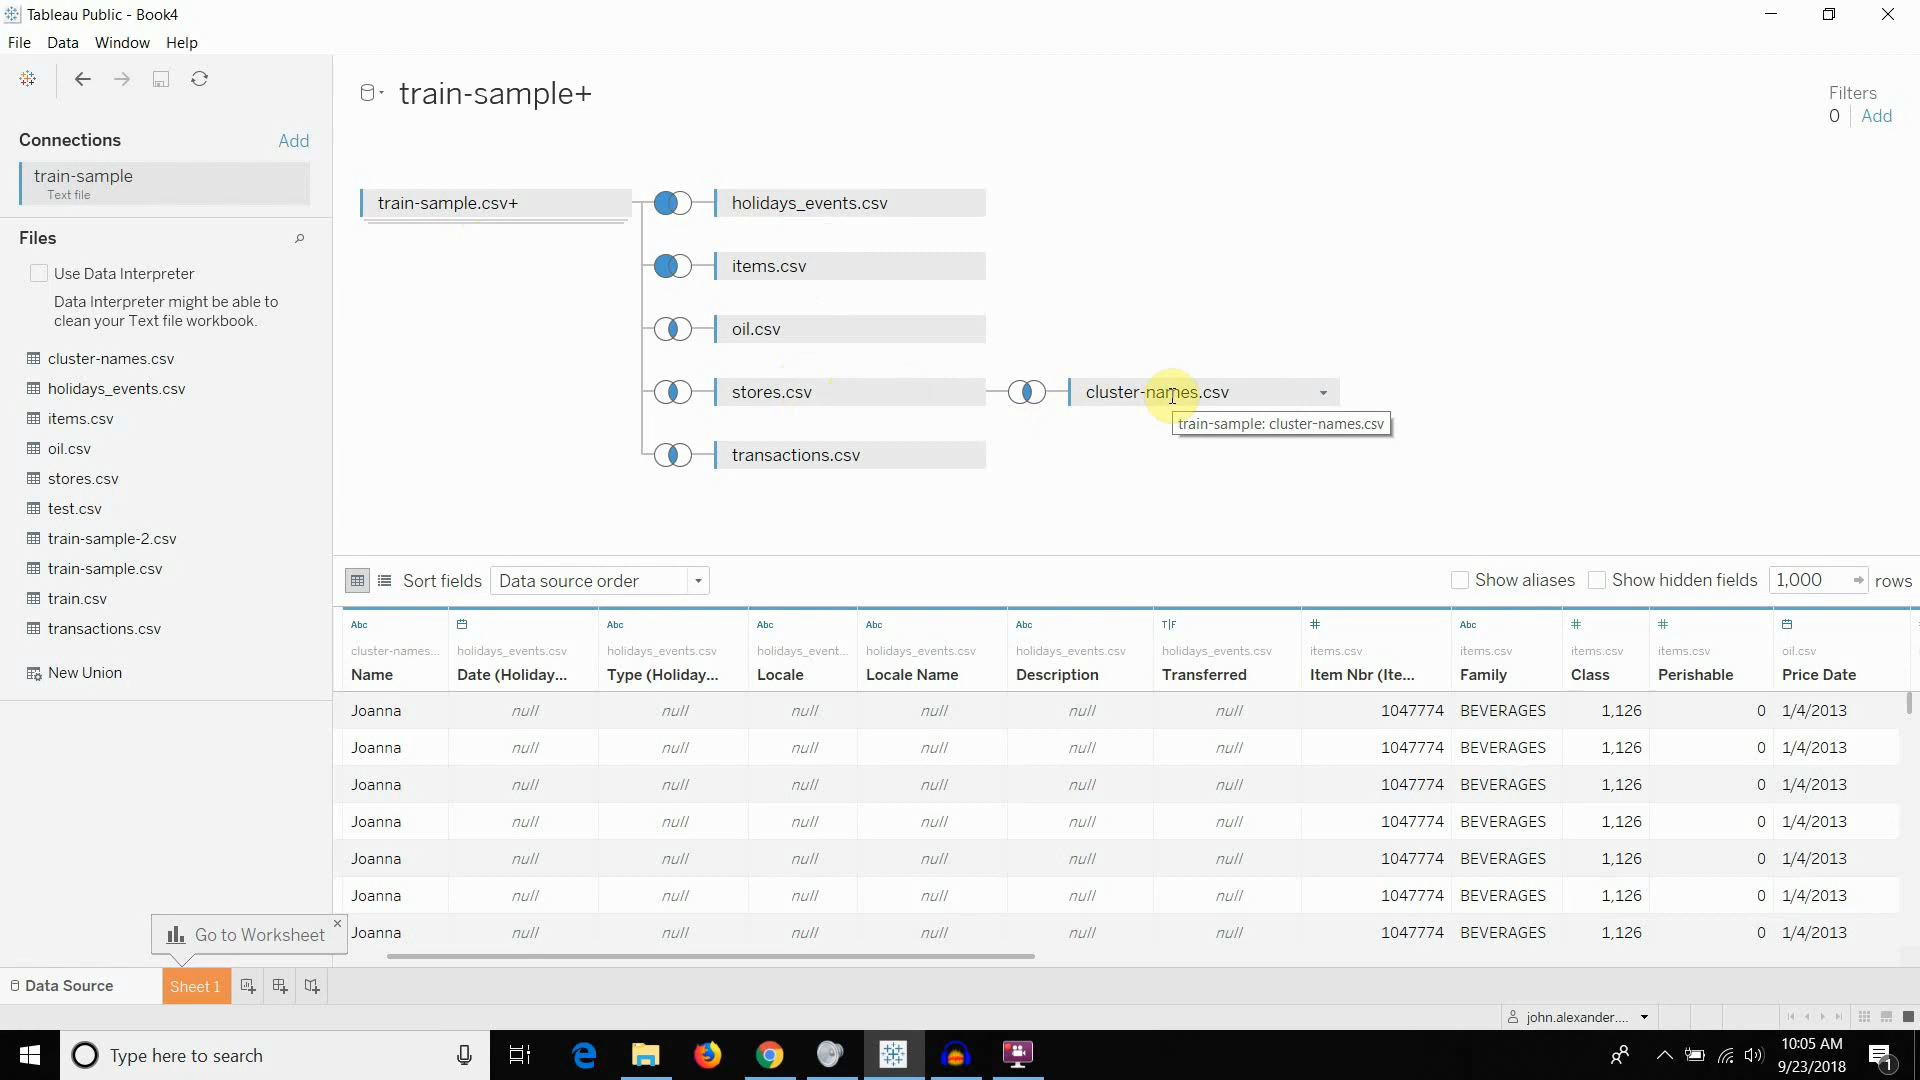 Tableau Public - Book4
File Data Window Help
train-sample+
Filters
0 Add
Connections Add
train-sample
Text file
train-sample.csv+
holidays_events.csv
items.csv
oil.csv
stores.csv
cluster-names.csv
train-sample: cluster-names.csv
transactions.csv
Files
Use Data Interpreter
Data Interpreter might be able to
clean your Text file workbook.
cluster-names.csv
holidays_events.csv
items.csv
oil.csv
stores.csv
test.csv
train-sample-2.csv
train-sample.csv
train.csv
transactions.csv
New Union
Sort fields Data source order Show aliases Show hidden fields 1,000 rows
Abc Abc Abc Abc Abc T|F # Abc # #
cluster-names... holidays_events.csv holidays_events.csv holidays_event... holidays_events.csv holidays_events.csv holidays_events.csv items.csv items.csv items.csv items.csv oil.csv
Name Date (Holiday... Type (Holiday... Locale Locale Name Description Transferred Item Nbr (Ite... Family Class Perishable Price Date
Joanna null null null null null null 1047774 BEVERAGES 1,126 0 1/4/2013
Joanna null null null null null null 1047774 BEVERAGES 1,126 0 1/4/2013
Joanna null null null null null null 1047774 BEVERAGES 1,126 0 1/4/2013
Joanna null null null null null null 1047774 BEVERAGES 1,126 0 1/4/2013
Joanna null null null null null null 1047774 BEVERAGES 1,126 0 1/4/2013
Joanna null null null null null null 1047774 BEVERAGES 1,126 0 1/4/2013
Joanna null null null null null null 1047774 BEVERAGES 1,126 0 1/4/2013
Go to Worksheet
Data Source Sheet 1
john.alexander....
Type here to search
10:05 AM
9/23/2018
1